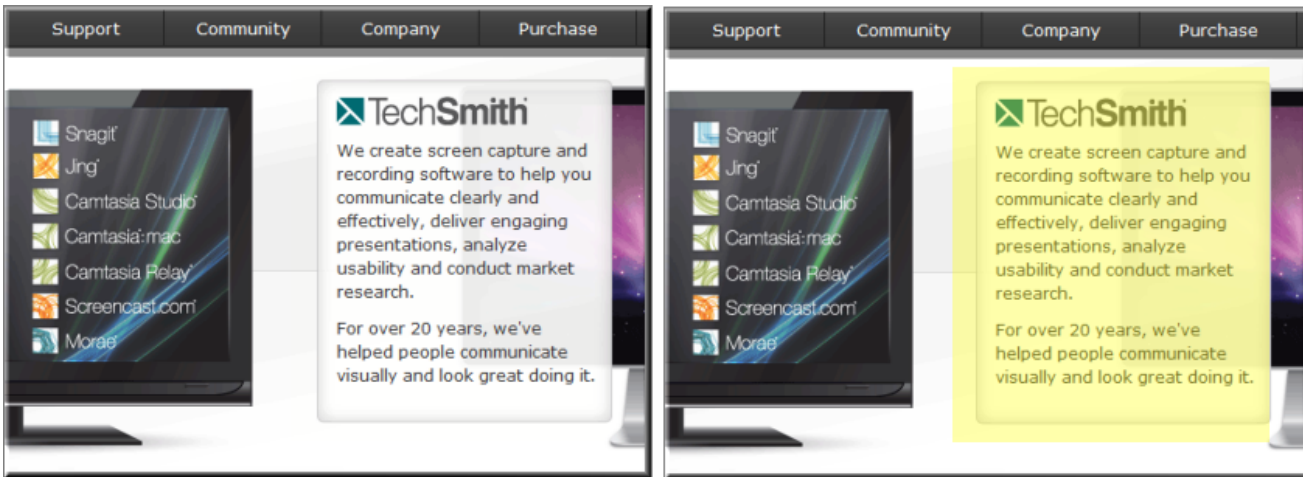 Support Community Company Purchase
Snagit
Jing
Camtasia Studio
Camtasia:mac
Camtasia Relay
Screencast.com
Morae
TechSmith
We create screen capture and
recording software to help you
communicate clearly and
effectively, deliver engaging
presentations, analyze
usability and conduct market
research.
For over 20 years, we've
helped people communicate
visually and look great doing it.
Support Community Company Purchase
Snagit
Jing
Camtasia Studio
Camtasia:mac
Camtasia Relay
Screencast.com
Morae
TechSmith
We create screen capture and
recording software to help you
communicate clearly and
effectively, deliver engaging
presentations, analyze
usability and conduct market
research.
For over 20 years, we've
helped people communicate
visually and look great doing it.